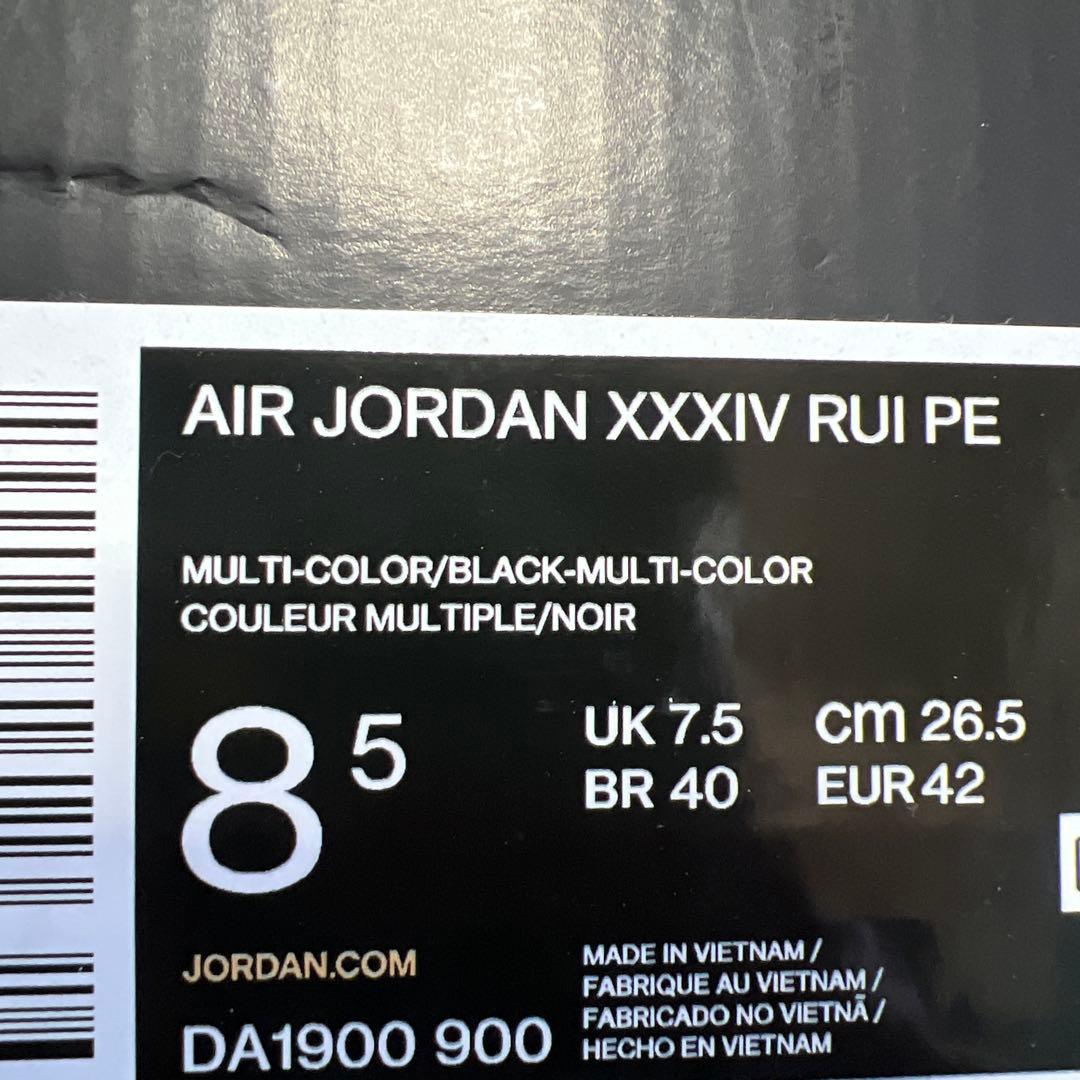 AIR JORDAN XXXIV RUI PE
MULTI-COLOR/BLACK-MULTI-COLOR
COULEUR MULTIPLE/NOIR
8 5
UK 7.5 cm 26.5
BR 40 EUR 42
JORDAN.COM
DA1900 900
MADE IN VIETNAM /
FABRIQUE AU VIETNAM /
FABRICADO NO VIETNÃ /
HECHO EN VIETNAM